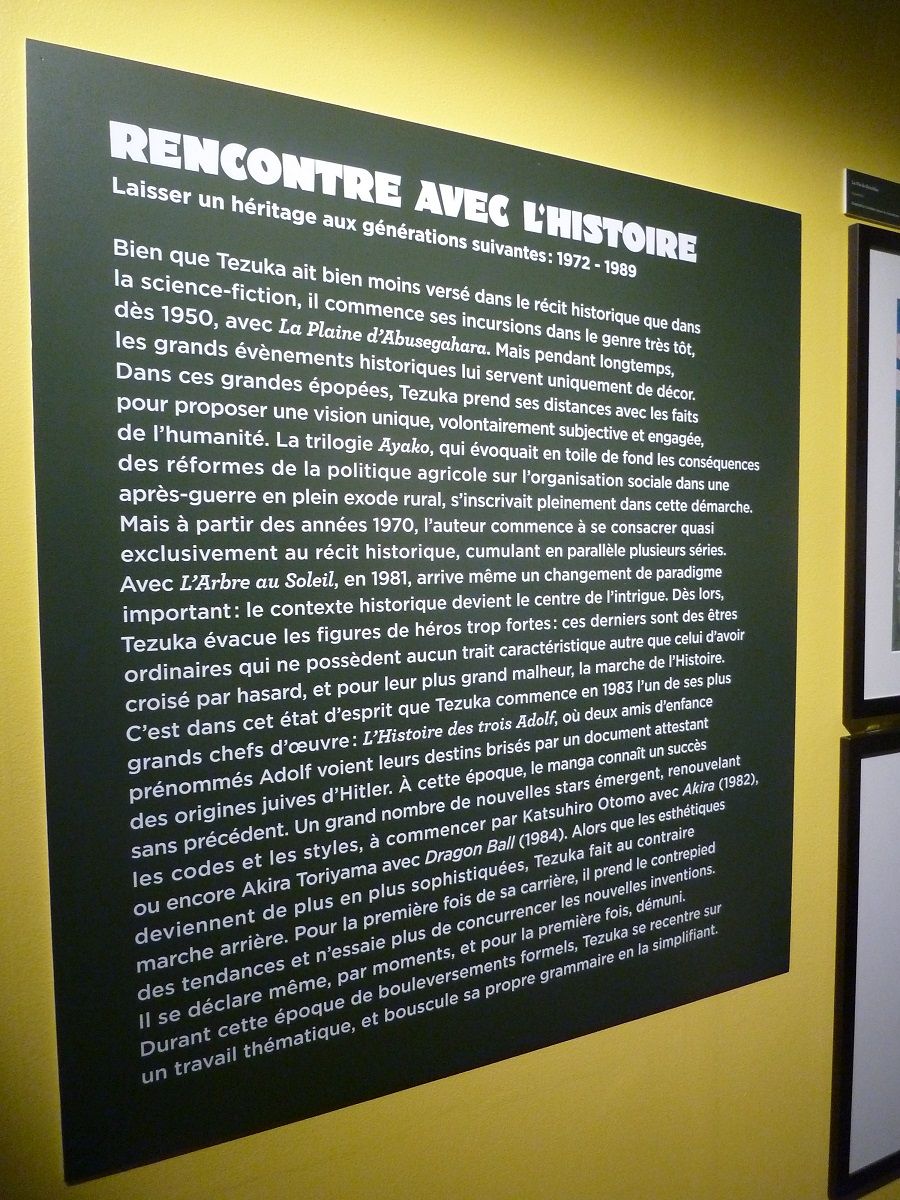 RENCONTRE AVEC L'HISTOIRE
Laisser un héritage aux générations suivantes : 1972 - 1989
Bien que Tezuka ait bien moins versé dans le récit historique que dans
la science-fiction, il commence ses incursions dans le genre très tôt,
dès 1950, avec La Plaine d'Abusegahara. Mais pendant longtemps,
les grands évènements historiques lui servent uniquement de décor.
Dans ces grandes épopées, Tezuka prend ses distances avec les faits
pour proposer une vision unique, volontairement subjective et engagée,
de l'humanité. La trilogie Ayako, qui évoquait en toile de fond les conséquences
des réformes de la politique agricole sur l'organisation sociale dans une
après-guerre en plein exode rural, s'inscrivait pleinement dans cette démarche.
Mais à partir des années 1970, l'auteur commence à se consacrer quasi
exclusivement au récit historique, cumulant en parallèle plusieurs séries.
Avec L'Arbre au Soleil, en 1981, arrive même un changement de paradigme
important : le contexte historique devient le centre de l'intrigue. Dès lors,
Tezuka évacue les figures de héros trop fortes : ces derniers sont des êtres
ordinaires qui ne possèdent aucun trait caractéristique autre que celui d'avoir
croisé par hasard, et pour leur plus grand malheur, la marche de l'Histoire.
C'est dans cet état d'esprit que Tezuka commence en 1983 l'un de ses plus
grands chefs d'œuvre : L'Histoire des trois Adolf, où deux amis d'enfance
prénommés Adolf voient leurs destins brisés par un document attestant
des origines juives d'Hitler. À cette époque, le manga connaît un succès
sans précédent. Un grand nombre de nouvelles stars émergent, renouvelant
les codes et les styles, à commencer par Katsuhiro Otomo avec Akira (1982),
ou encore Akira Toriyama avec Dragon Ball (1984). Alors que les esthétiques
deviennent de plus en plus sophistiquées, Tezuka fait au contraire
marche arrière. Pour la première fois de sa carrière, il prend le contrepied
des tendances et n'essaie plus de concurrencer les nouvelles inventions.
Il se déclare même, par moments, et pour la première fois, démuni.
Durant cette époque de bouleversements formels, Tezuka se recentre sur
un travail thématique, et bouscule sa propre grammaire en la simplifiant.